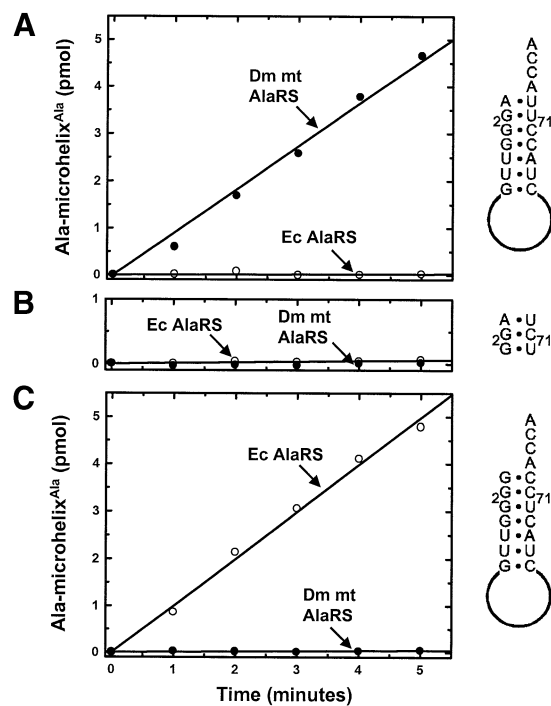 A
5
4
3
2
1
0
Ala-microhelixAla (pmol)
Dm mt
AlaRS
Ec AlaRS
A
C
C
A
A • U
2G • U71
G • C
G • C
U • A
U • U
G • C
B
1
0
Ec AlaRS
Dm mt
AlaRS
A • U
2G • C71
G • U
C
5
4
3
2
1
0
Ala-microhelixAla (pmol)
Ec AlaRS
Dm mt
AlaRS
0 1 2 3 4 5
Time (minutes)
A
C
C
A
G • C
2G • C71
G • U
G • C
U • A
U • U
G • C